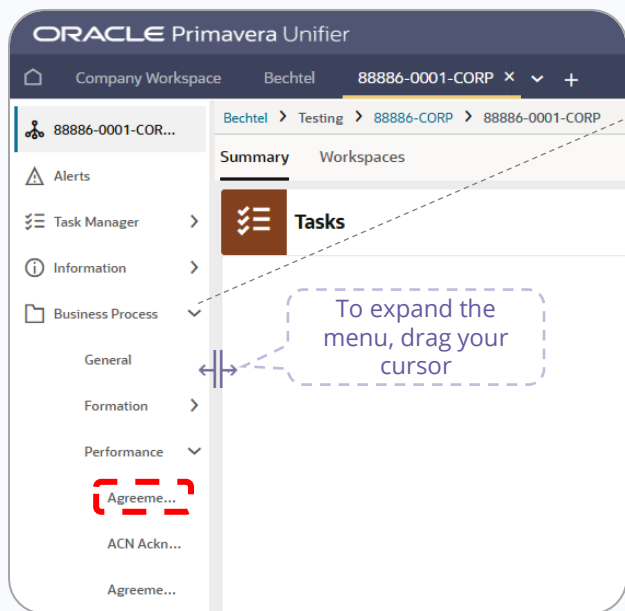 ORACLE Primavera Unifier
Company Workspace Bechtel 88886-0001-CORP × +
88886-0001-COR...
Bechtel > Testing > 88886-CORP > 88886-0001-CORP
Summary Workspaces
Alerts
Task Manager
Tasks
Information
Business Process
To expand the
menu, drag your
cursor
General
Formation
Performance
Agreeme...
ACN Ackn...
Agreeme...